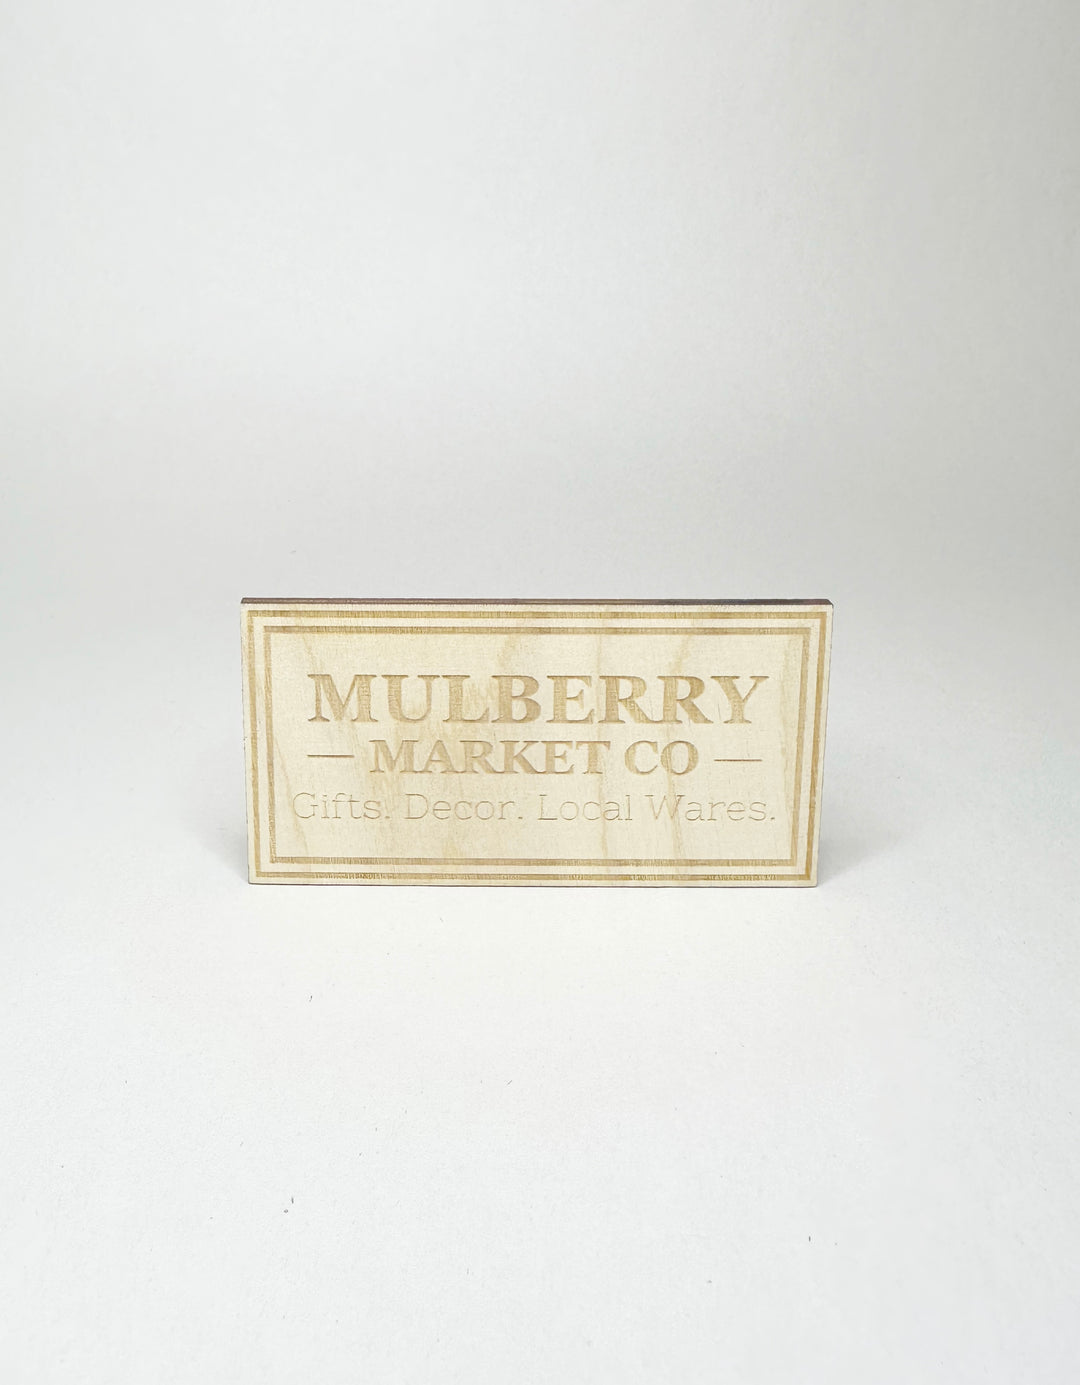 MULBERRY
— MARKET CO —
Gifts. Decor. Local Wares.